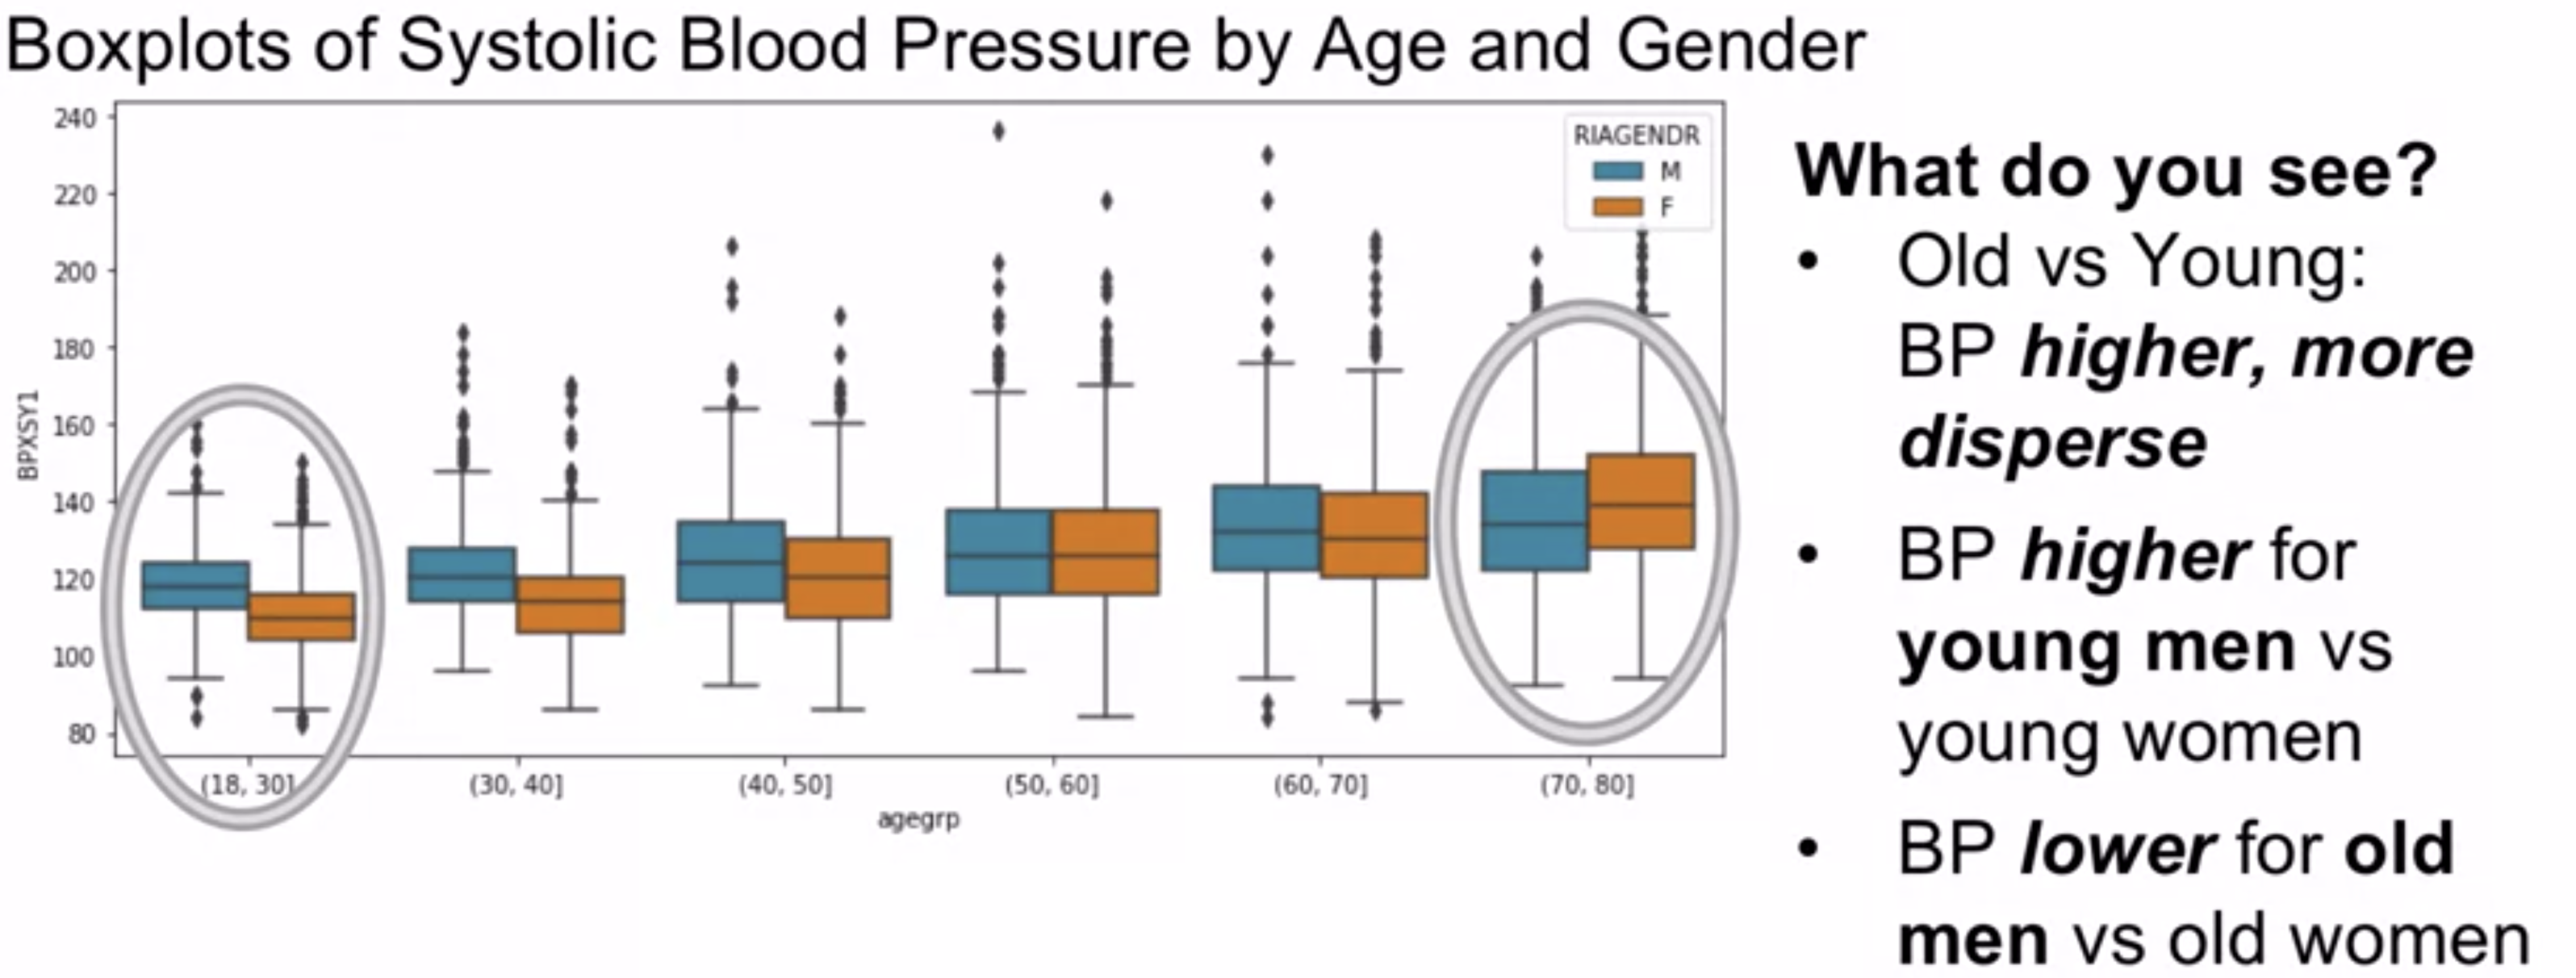 Boxplots of Systolic Blood Pressure by Age and Gender
240
220
200
180
160
140
120
100
80
BPXSY1
RIAGENDR
M
F
(18, 30]
(30, 40]
(40, 50]
(50, 60]
(60, 70]
(70, 80]
agegrp
What do you see?
• Old vs Young:
BP higher, more
disperse
• BP higher for
young men vs
young women
• BP lower for old
men vs old women